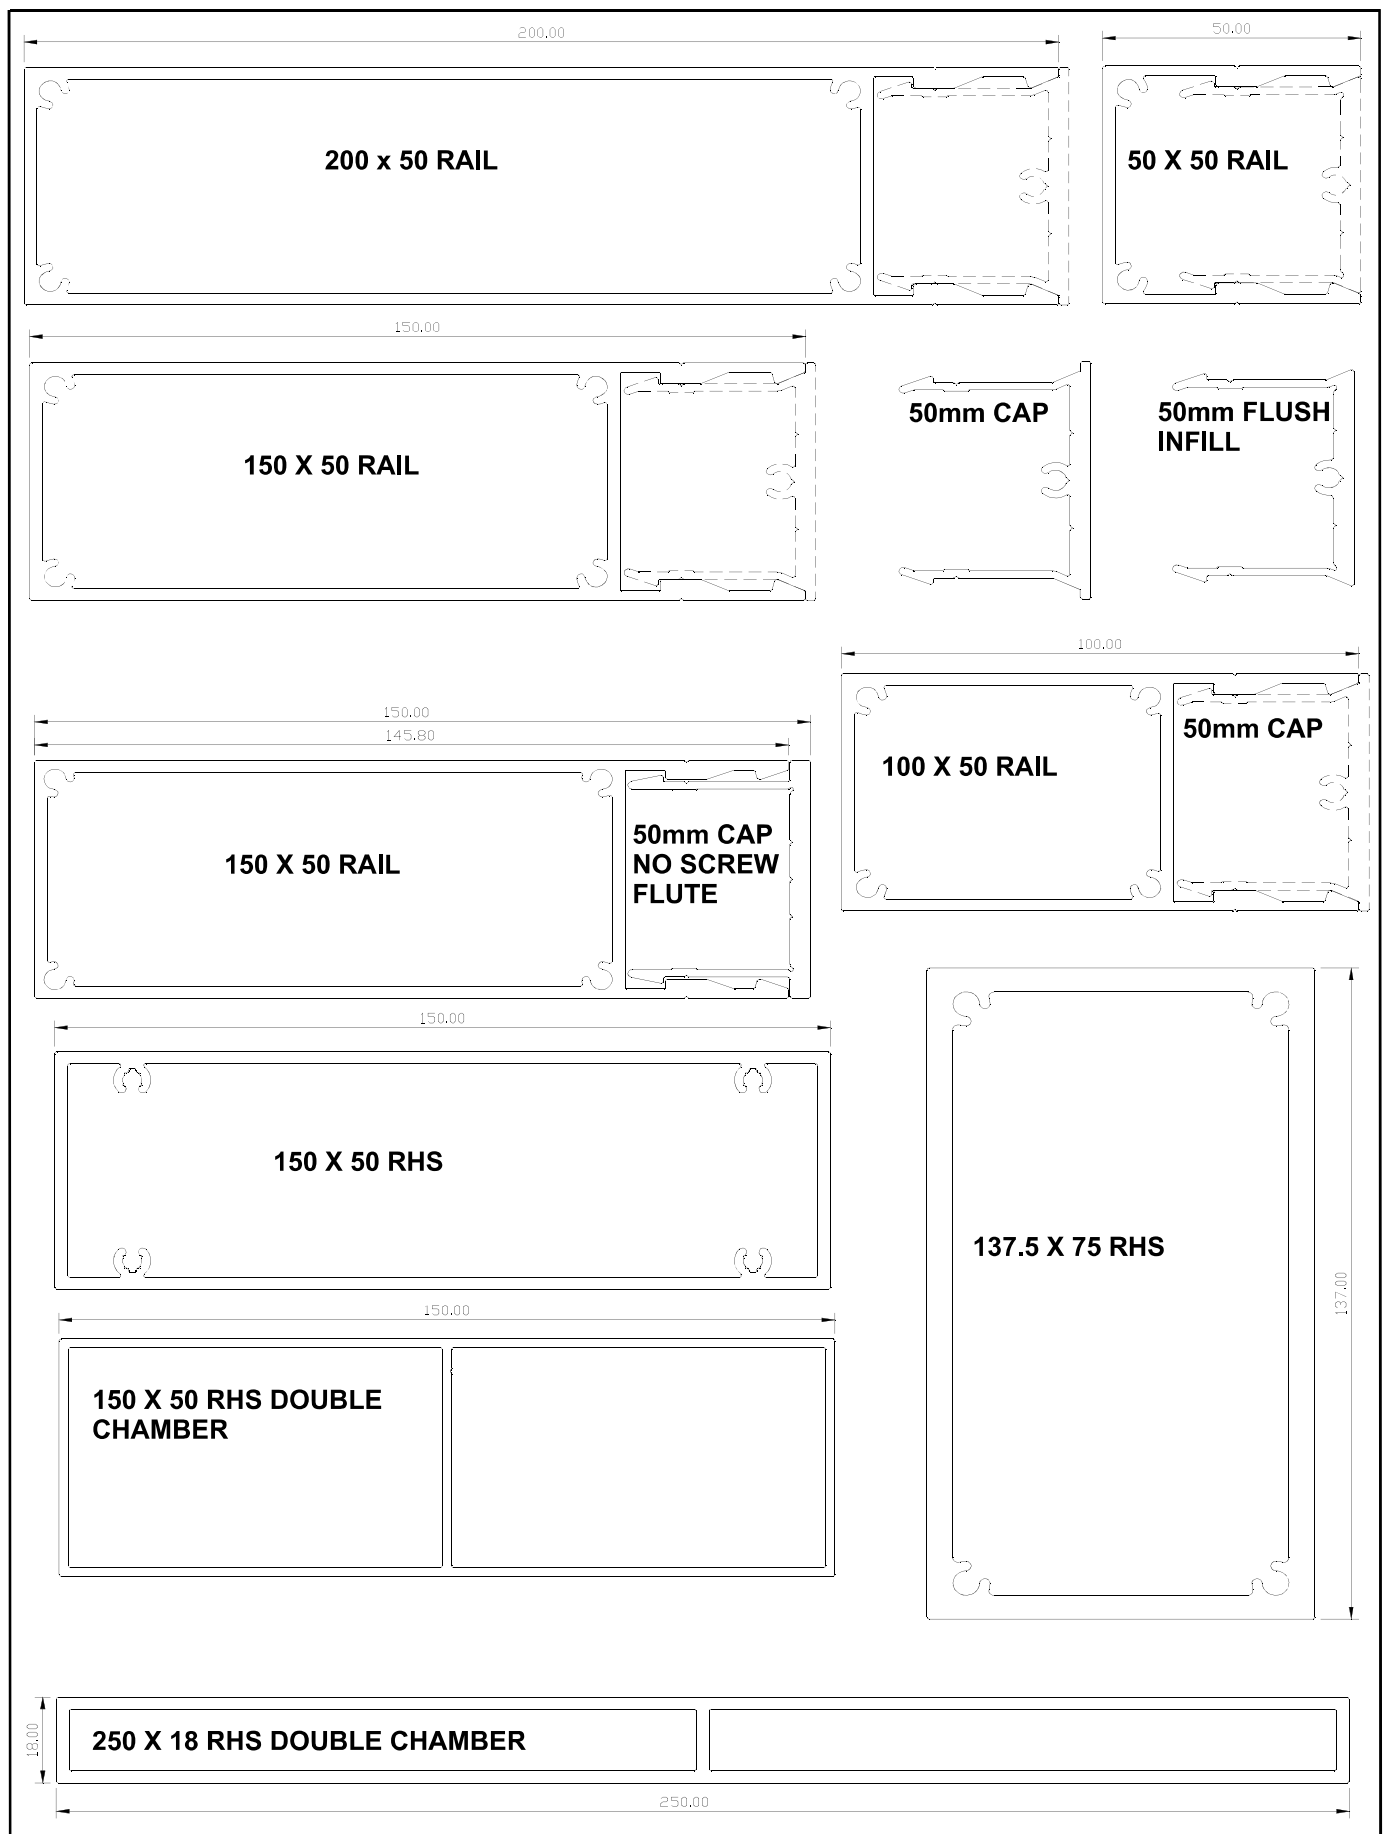 200.00
50.00
200 x 50 RAIL
50 X 50 RAIL
150.00
50mm CAP
50mm FLUSH
INFILL
150 X 50 RAIL
100.00
150.00
145.80
50mm CAP
100 X 50 RAIL
50mm CAP
NO SCREW
FLUTE
150 X 50 RAIL
150.00
150 X 50 RHS
137.5 X 75 RHS
137.00
150.00
150 X 50 RHS DOUBLE
CHAMBER
18.00
250 X 18 RHS DOUBLE CHAMBER
250.00